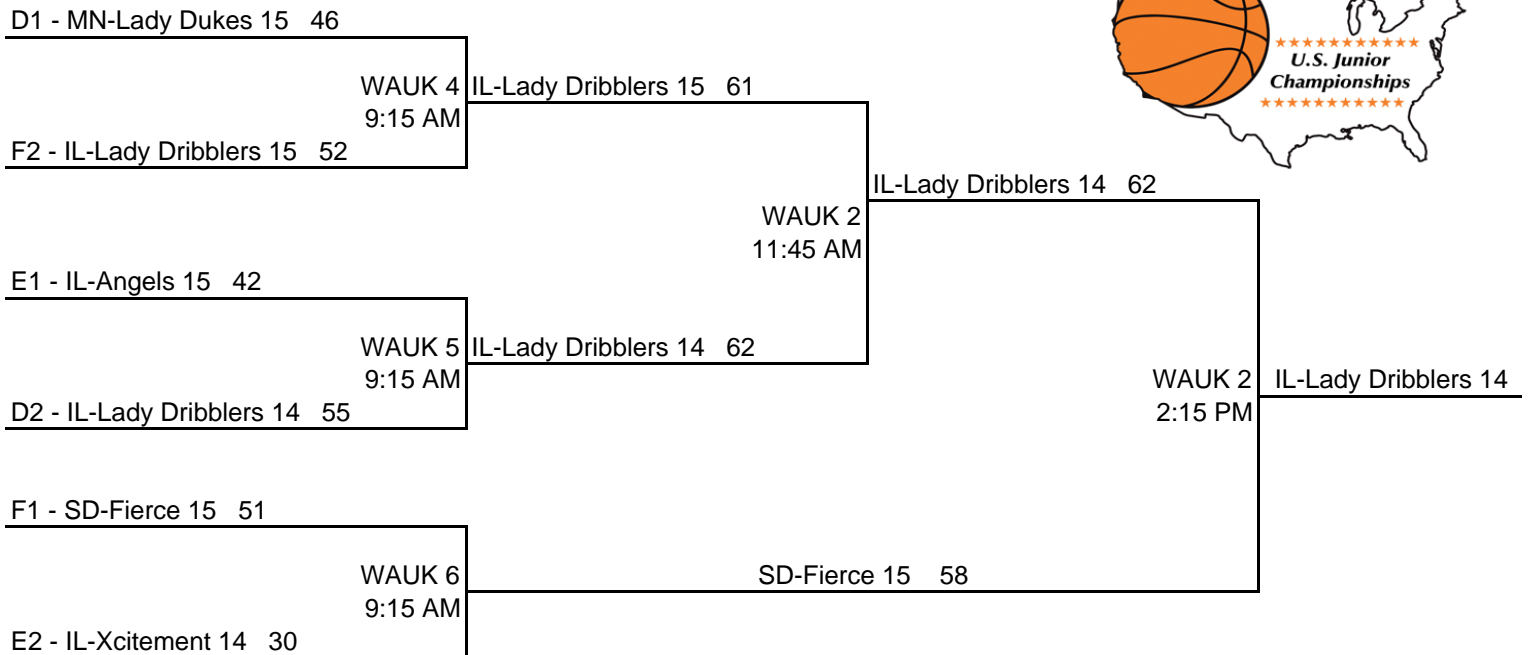 D1 - MN-Lady Dukes 15 46
WAUK 4
9:15 AM
IL-Lady Dribblers 15 61
F2 - IL-Lady Dribblers 15 52
U.S. Junior
Championships
WAUK 2
11:45 AM
IL-Lady Dribblers 14 62
E1 - IL-Angels 15 42
WAUK 5
9:15 AM
IL-Lady Dribblers 14 62
D2 - IL-Lady Dribblers 14 55
WAUK 2
2:15 PM
IL-Lady Dribblers 14
F1 - SD-Fierce 15 51
WAUK 6
9:15 AM
SD-Fierce 15 58
E2 - IL-Xcitement 14 30